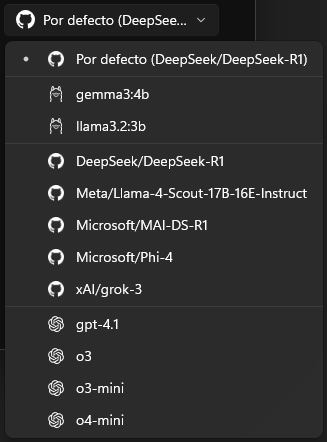 Por defecto (DeepSee...
Por defecto (DeepSeek/DeepSeek-R1)
gemma3:4b
llama3.2:3b
DeepSeek/DeepSeek-R1
Meta/Llama-4-Scout-17B-16E-Instruct
Microsoft/MAI-DS-R1
Microsoft/Phi-4
xAI/grok-3
gpt-4.1
o3
o3-mini
o4-mini